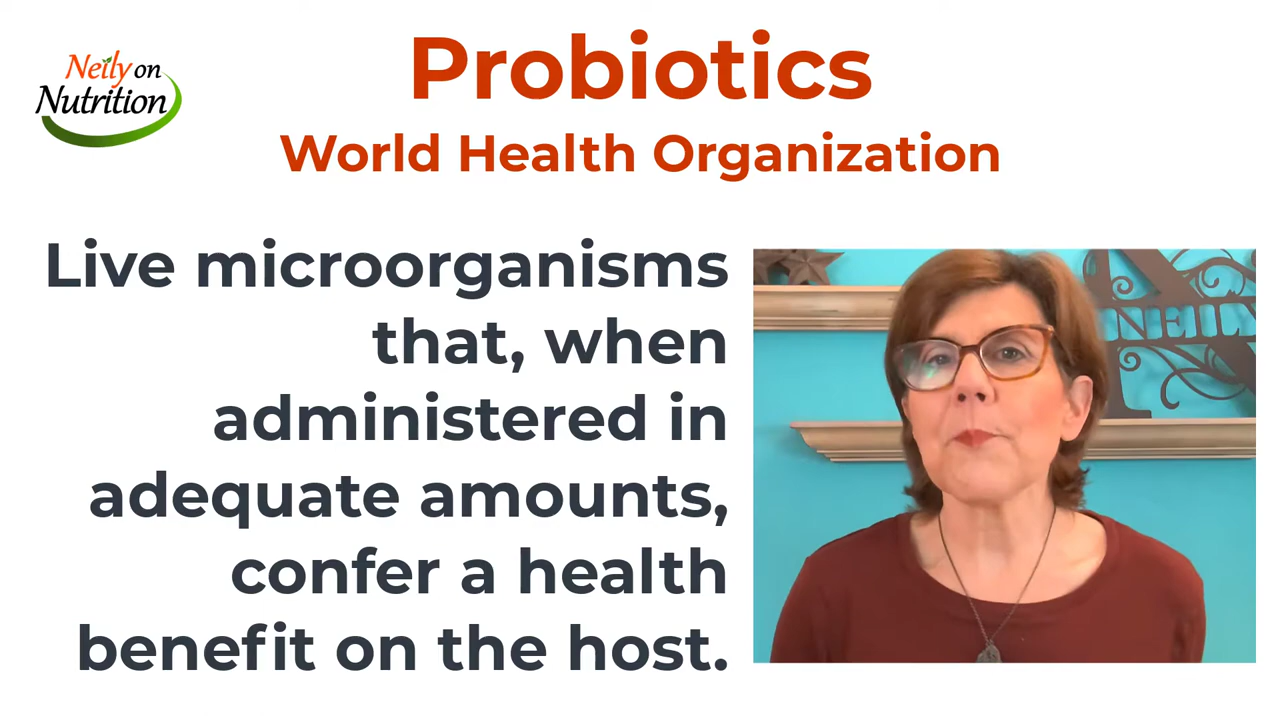 Neily on
Nutrition
Probiotics
World Health Organization
Live microorganisms
that, when
administered in
adequate amounts,
confer a health
benefit on the host.
NEILY